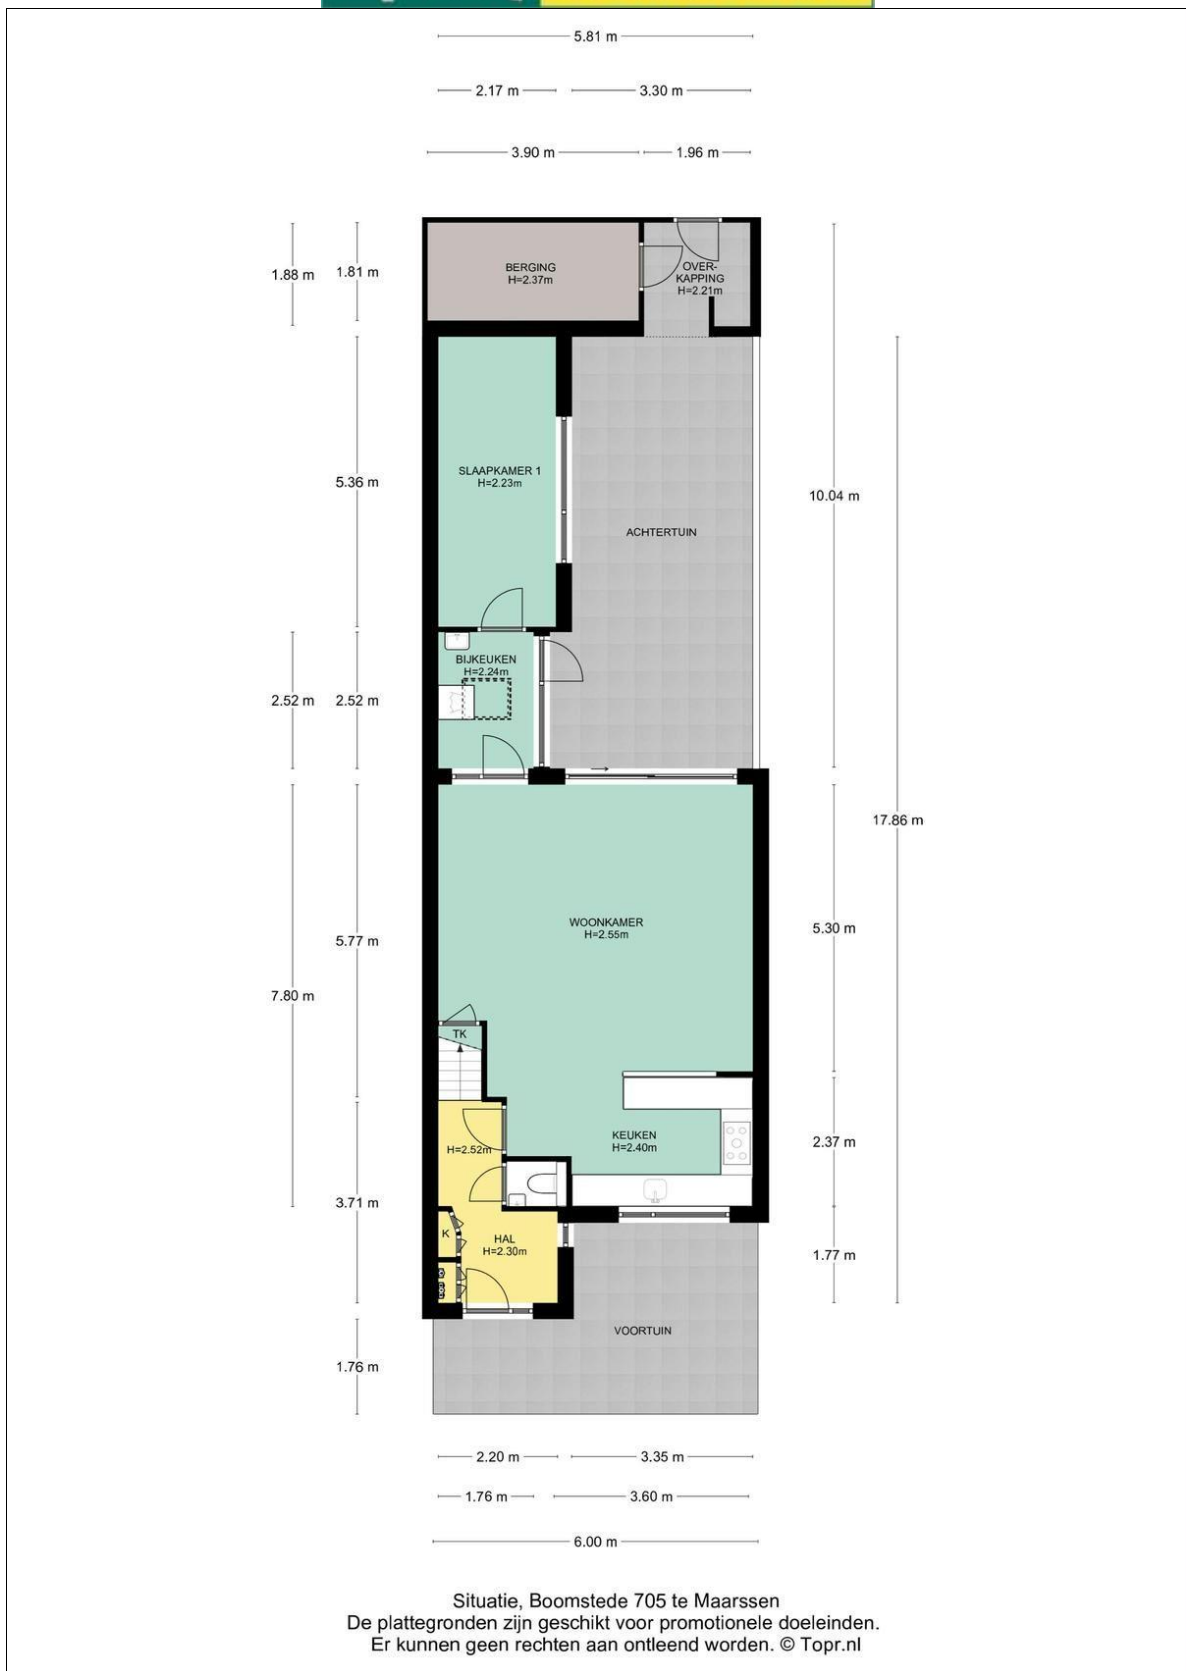 5.81 m
2.17 m
3.30 m
3.90 m
1.96 m
1.88 m
1.81 m
BERGING
H=2.37m
OVER-
KAPPING
H=2.21m
5.36 m
SLAAPKAMER 1
H=2.23m
10.04 m
ACHTERTUIN
BIJKEUKEN
H=2.24m
2.52 m
2.52 m
17.86 m
WOONKAMER
H=2.55m
5.30 m
5.77 m
7.80 m
TK
KEUKEN
H=2.40m
2.37 m
H=2.52m
3.71 m
K
HAL
H=2.30m
1.77 m
VOORTUIN
1.76 m
2.20 m
3.35 m
1.76 m
3.60 m
6.00 m
Situatie, Boomstede 705 te Maarssen
De plattegronden zijn geschikt voor promotionele doeleinden.
Er kunnen geen rechten aan ontleend worden. © Topr.nl